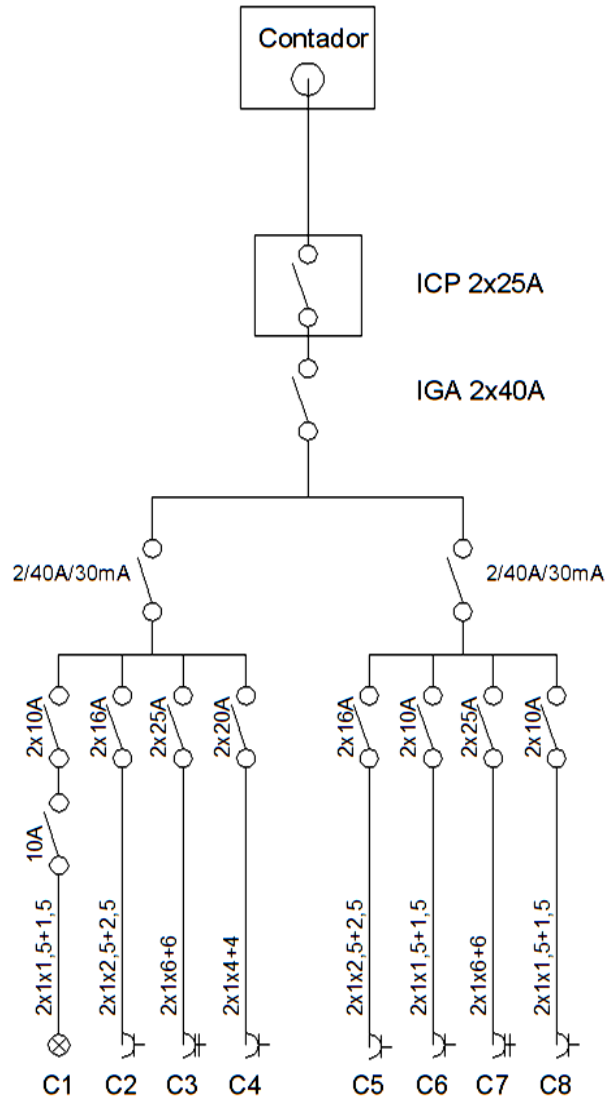 Contador
ICP 2x25A
IGA 2x40A
2/40A/30mA
2/40A/30mA
2x10A
2x16A
2x25A
2x20A
2x16A
2x10A
2x25A
2x10A
10A
2x1x1,5+1,5
2x1x2,5+2,5
2x1x6+6
2x1x4+4
2x1x2,5+2,5
2x1x1,5+1,5
2x1x6+6
2x1x1,5+1,5
C1 C2 C3 C4 C5 C6 C7 C8